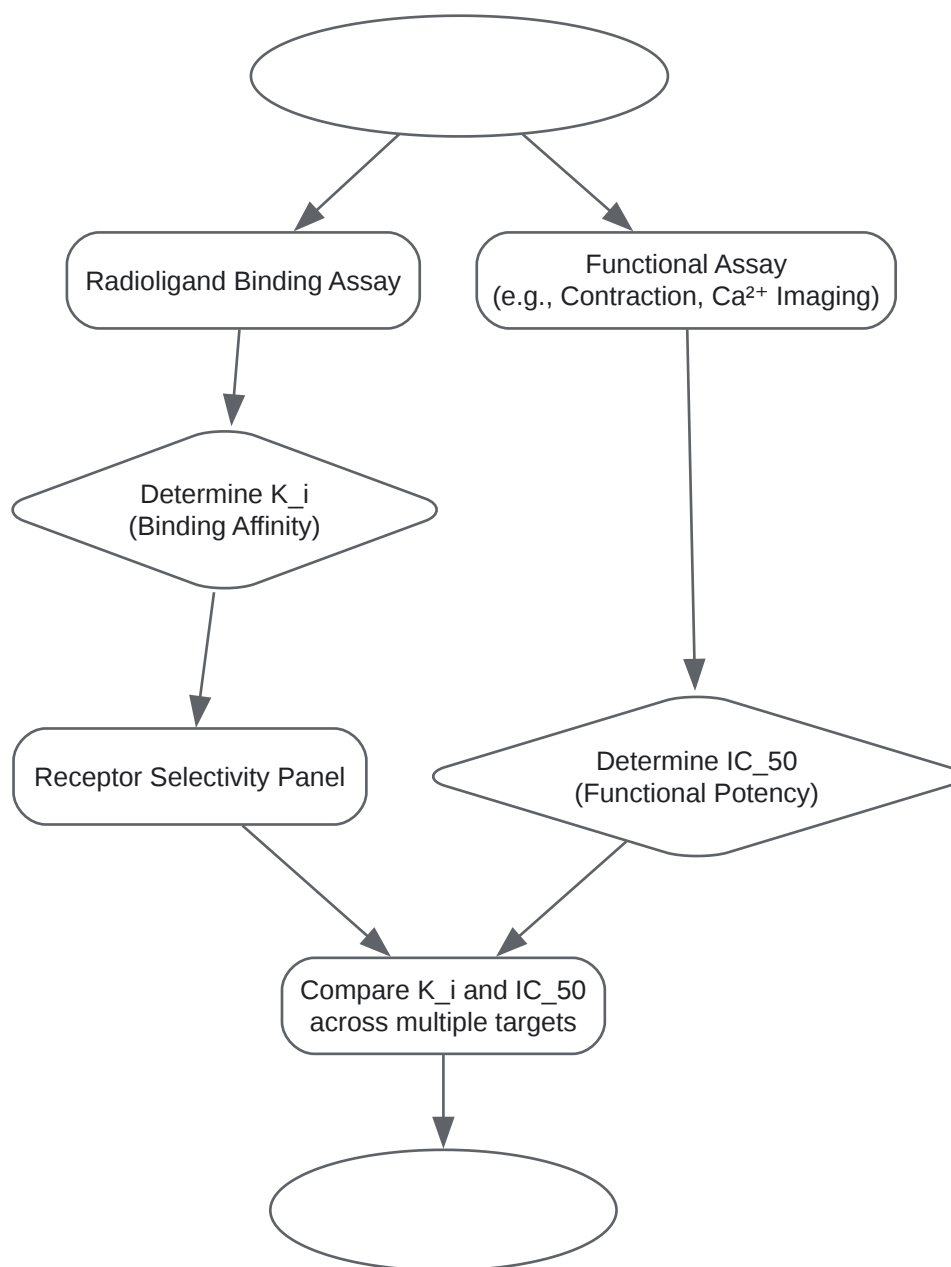 Radioligand Binding Assay
Functional Assay
(e.g., Contraction, Ca²⁺ Imaging)
Determine K_i
(Binding Affinity)
Receptor Selectivity Panel
Determine IC_50
(Functional Potency)
Compare K_i and IC_50
across multiple targets